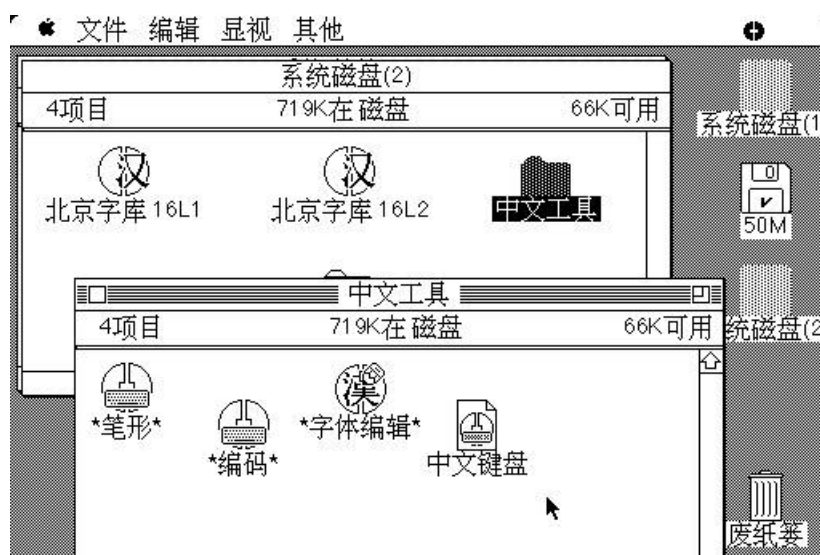 文件 编辑 显视 其他
系统磁盘(2)
4项目 719K在磁盘 66K可用
北京字库 16L1 北京字库 16L2 中文工具
系统磁盘(1
50M
中文工具
4项目 719K在磁盘 66K可用
统磁盘(2
*笔形* *编码* *字体编辑* 中文键盘
废纸篓